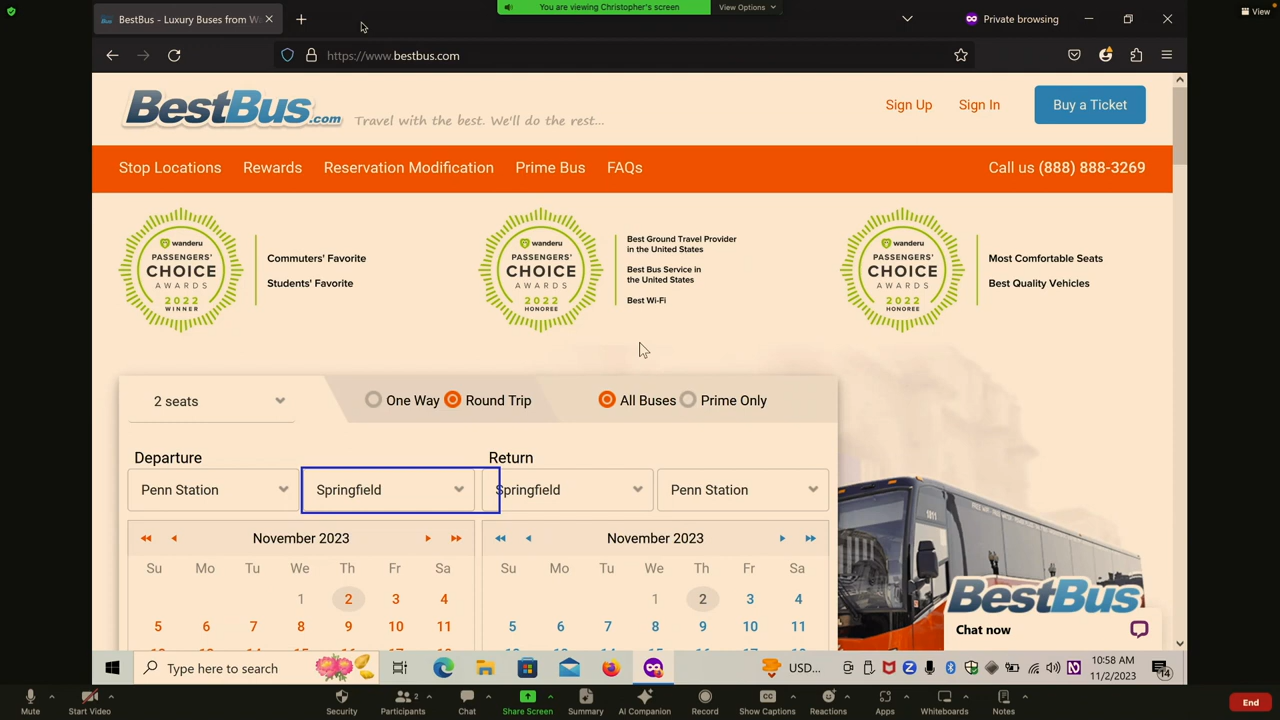 You are viewing Christopher's screen
View Options
View
BestBus - Luxury Buses from Wa
Private browsing
https://www.bestbus.com
BestBus.com
Travel with the best. We'll do the rest...
Sign Up
Sign In
Buy a Ticket
Stop Locations
Rewards
Reservation Modification
Prime Bus
FAQs
Call us (888) 888-3269
wanderu
PASSENGERS'
CHOICE
AWARDS
2022
WINNER
Commuters' Favorite
Students' Favorite
wanderu
PASSENGERS'
CHOICE
AWARDS
2022
HONOREE
Best Ground Travel Provider
in the United States
Best Bus Service in
the United States
Best Wi-Fi
wanderu
PASSENGERS'
CHOICE
AWARDS
2022
HONOREE
Most Comfortable Seats
Best Quality Vehicles
2 seats
One Way
Round Trip
All Buses
Prime Only
Departure
Return
Penn Station
Springfield
Springfield
Penn Station
November 2023
Su Mo Tu We Th Fr Sa
1 2 3 4
5 6 7 8 9 10 11
November 2023
Su Mo Tu We Th Fr Sa
1 2 3 4
5 6 7 8 9 10 11
1811
BestBus
Chat now
Type here to search
USD...
10:58 AM
11/2/2023
14
Mute
Start Video
Security
Participants
2
Chat
Share Screen
Summary
AI Companion
Record
Show Captions
Reactions
Apps
Whiteboards
Notes
End